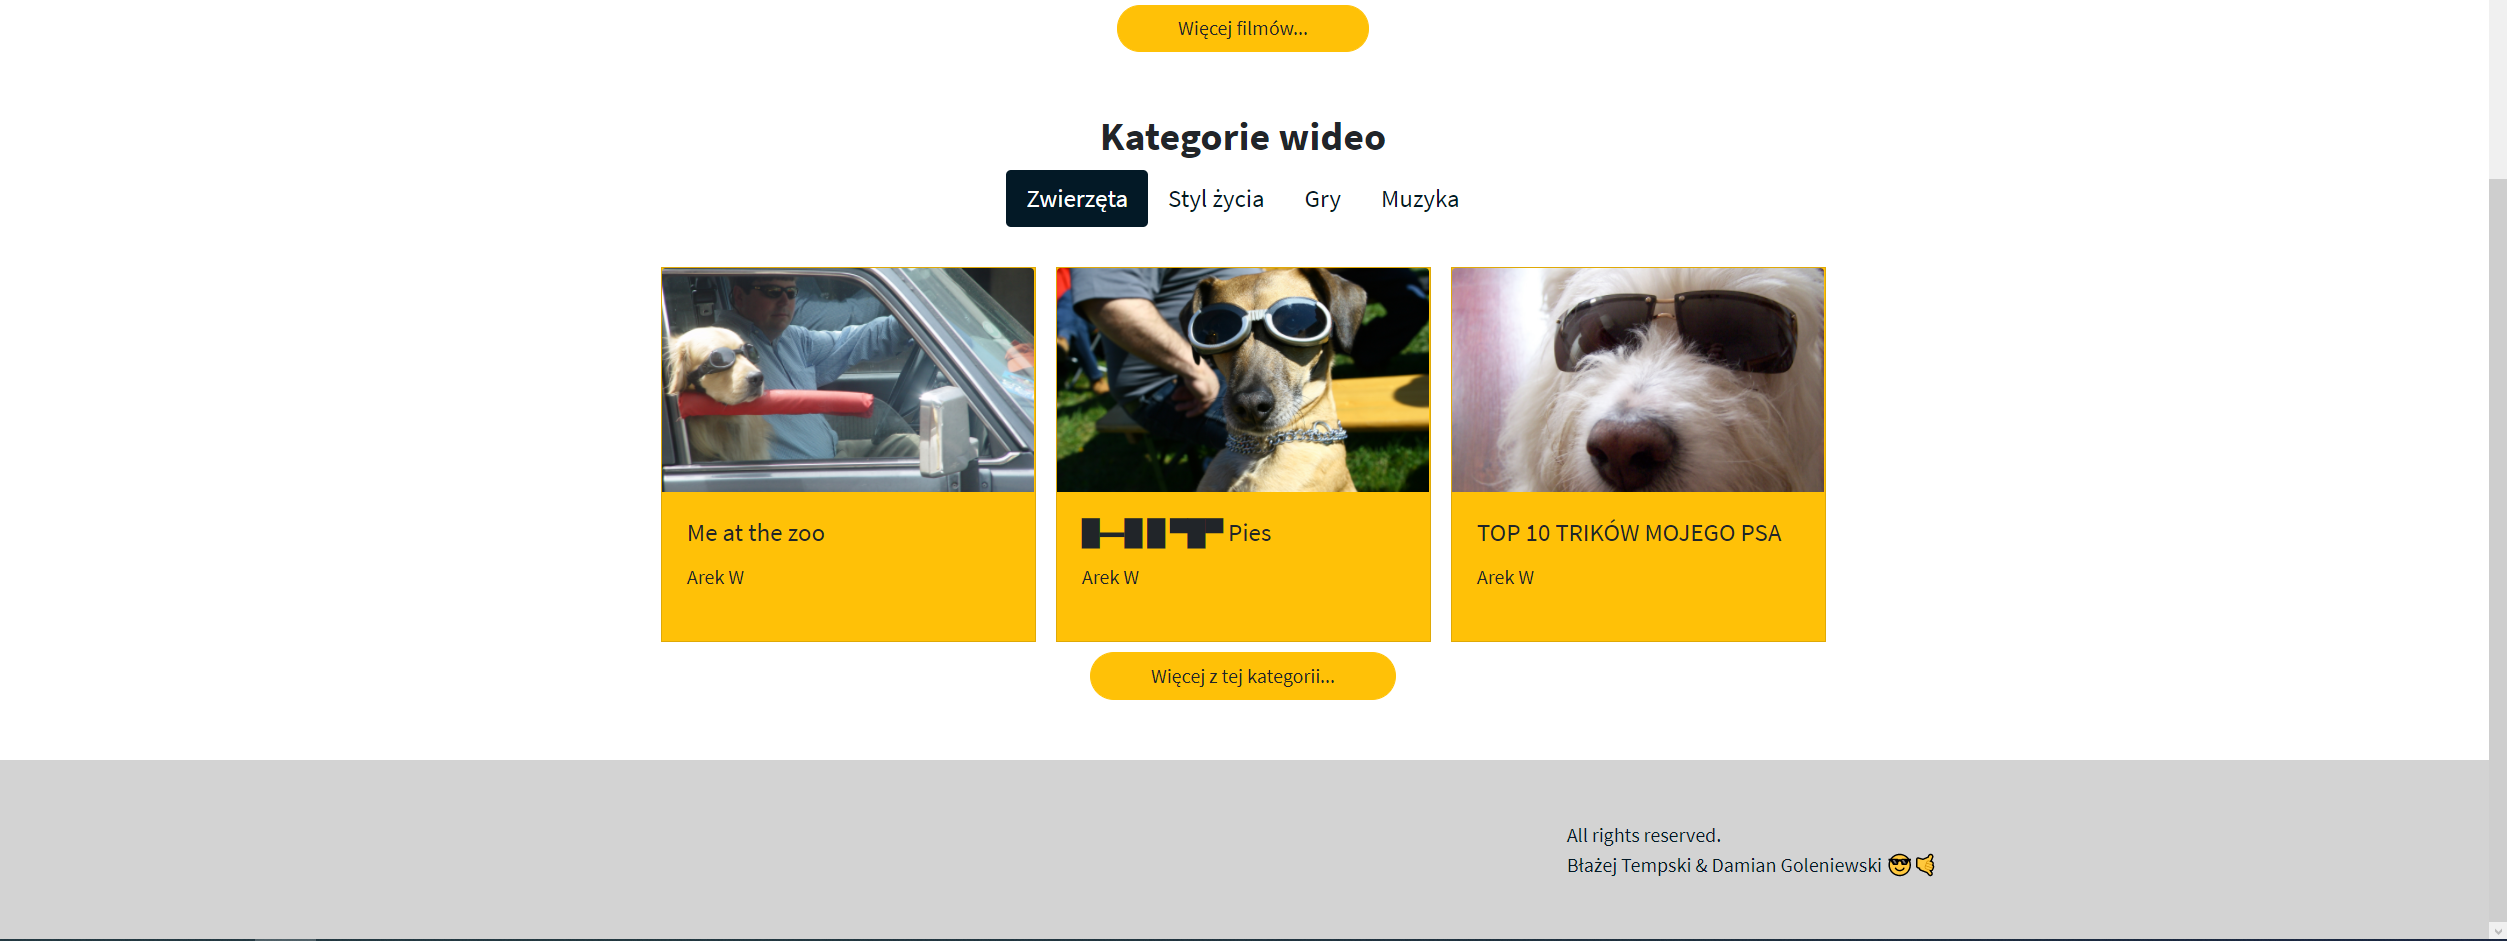 Więcej filmów...
Kategorie wideo
Zwierzęta Styl życia Gry Muzyka
Me at the zoo
Arek W
HIT Pies
Arek W
TOP 10 TRIKÓW MOJEGO PSA
Arek W
Więcej z tej kategorii...
All rights reserved.
Błażej Tempski & Damian Goleniewski 😎🤙